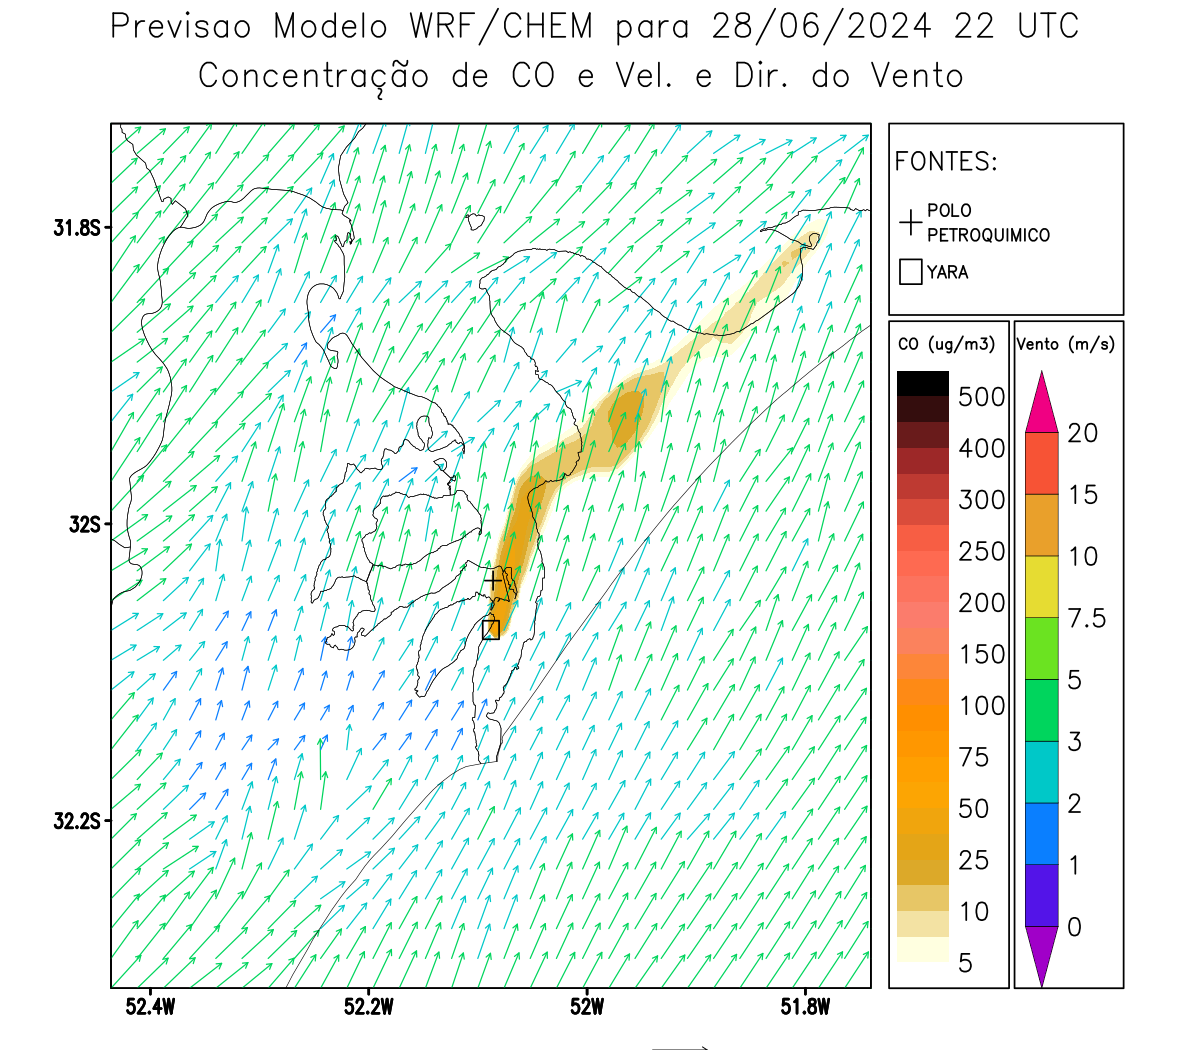 Previsao Modelo WRF/CHEM para 28/06/2024 22 UTC
Concentração de CO e Vel. e Dir. do Vento
FONTES:
POLO
PETROQUIMICO
YARA
31.8S
32S
32.2S
52.4W
52.2W
52W
51.8W
CO (ug/m3)
500
400
300
250
200
150
100
75
50
25
10
5
Vento (m/s)
20
15
10
7.5
5
3
2
1
0